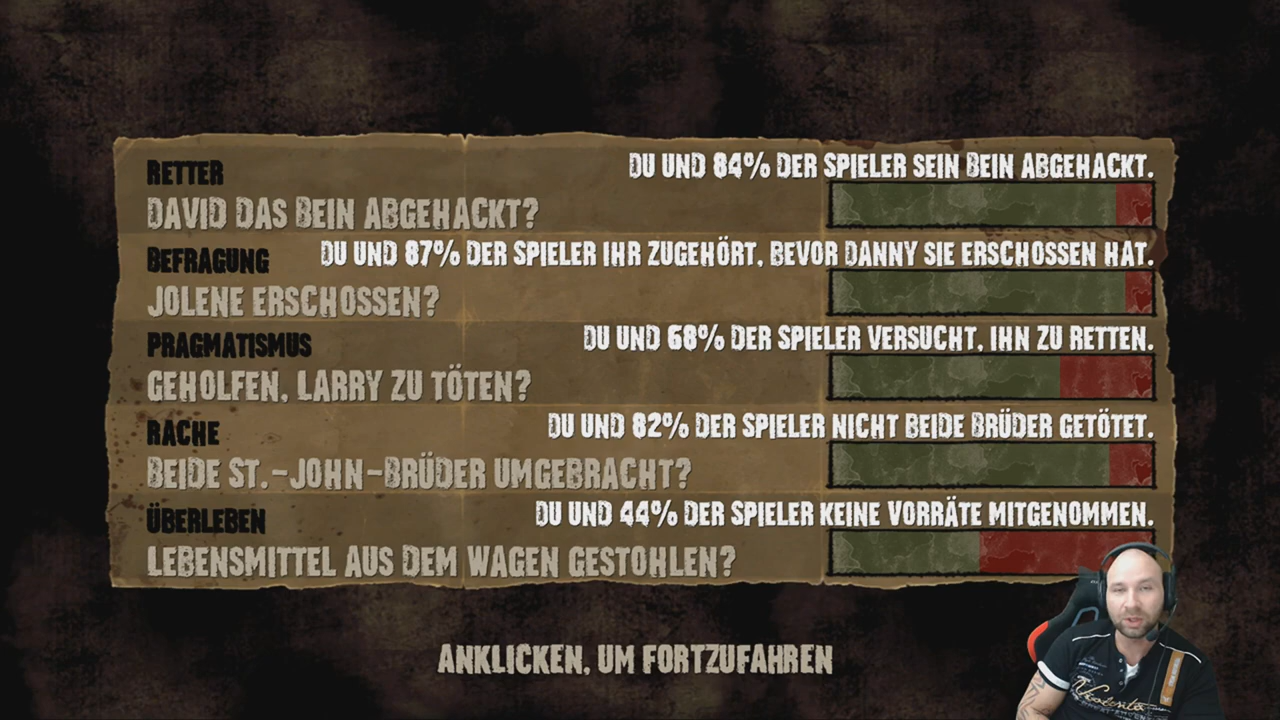 RETTER
DU UND 84% DER SPIELER SEIN BEIN ABGEHACKT.
DAVID DAS BEIN ABGEHACKT?
BEFRAGUNG
DU UND 87% DER SPIELER IHR ZUGEHÖRT, BEVOR DANNY SIE ERSCHOSSEN HAT.
JOLENE ERSCHOSSEN?
PRAGMATISMUS
DU UND 68% DER SPIELER VERSUCHT, IHN ZU RETTEN.
GEHOLFEN, LARRY ZU TÖTEN?
RACHE
DU UND 82% DER SPIELER NICHT BEIDE BRÜDER GETÖTET.
BEIDE ST.-JOHN-BRÜDER UMGEBRACHT?
ÜBERLEBEN
DU UND 44% DER SPIELER KEINE VORRÄTE MITGENOMMEN.
LEBENSMITTEL AUS DEM WAGEN GESTOHLEN?
ANKLICKEN, UM FORTZUFAHREN